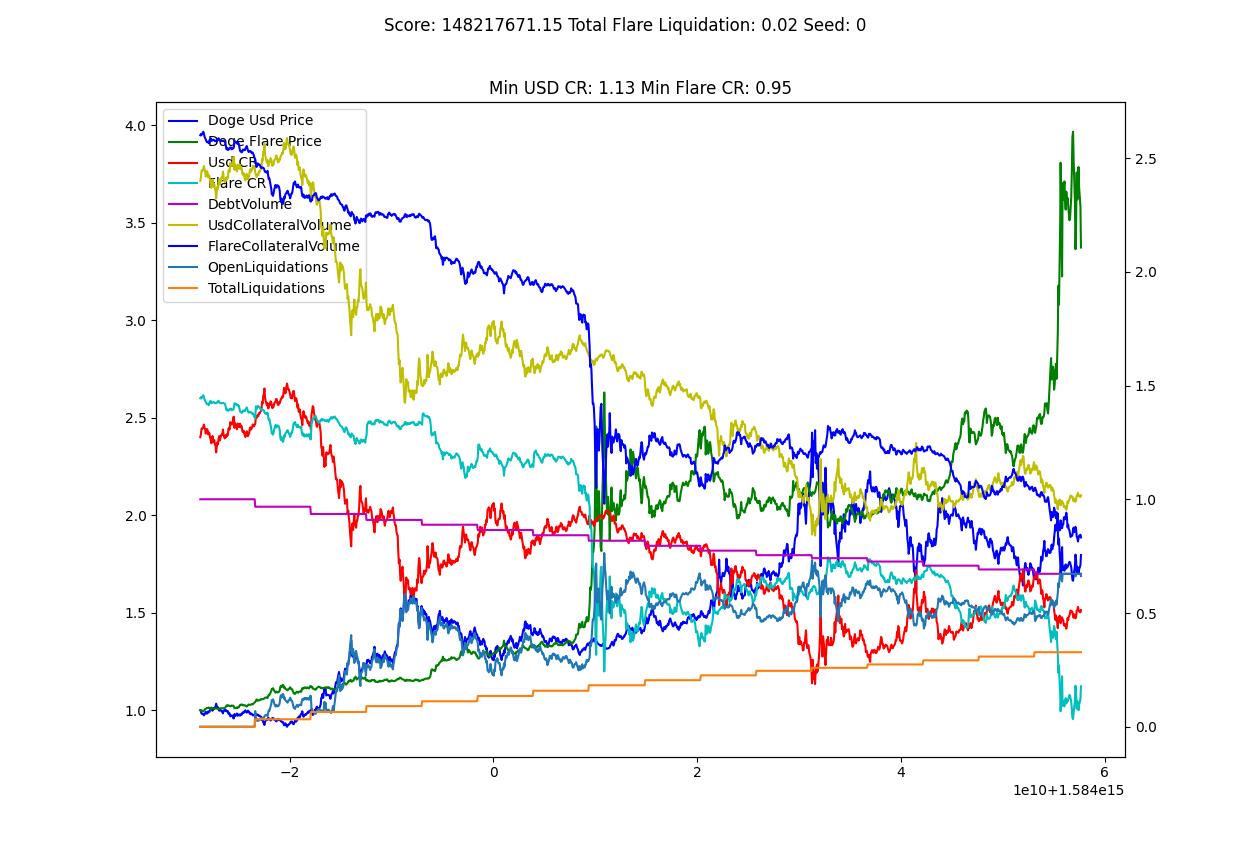 Score: 148217671.15 Total Flare Liquidation: 0.02 Seed: 0
Min USD CR: 1.13 Min Flare CR: 0.95
Doge Usd Price
Doge Flare Price
Usd CR
Flare CR
DebtVolume
UsdCollateralVolume
FlareCollateralVolume
OpenLiquidations
TotalLiquidations
4.0
3.5
3.0
2.5
2.0
1.5
1.0
2.5
2.0
1.5
1.0
0.5
0.0
−2
0
2
4
6
1e10+1.584e15